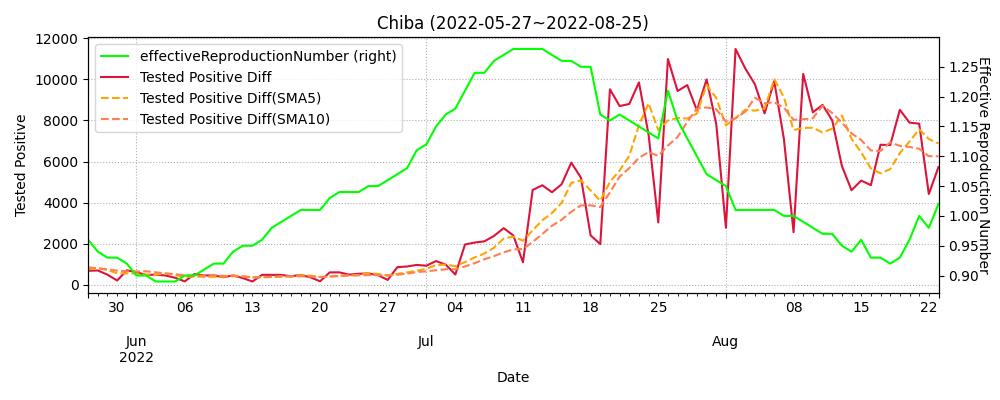 Chiba (2022-05-27~2022-08-25)
effectiveReproductionNumber (right)
Tested Positive Diff
Tested Positive Diff(SMA5)
Tested Positive Diff(SMA10)
Tested Positive
12000
10000
8000
6000
4000
2000
0
Effective Reproduction Number
1.25
1.20
1.15
1.10
1.05
1.00
0.95
0.90
30 06 13 20 27 04 11 18 25 08 15 22
Jun Jul Aug
2022
Date